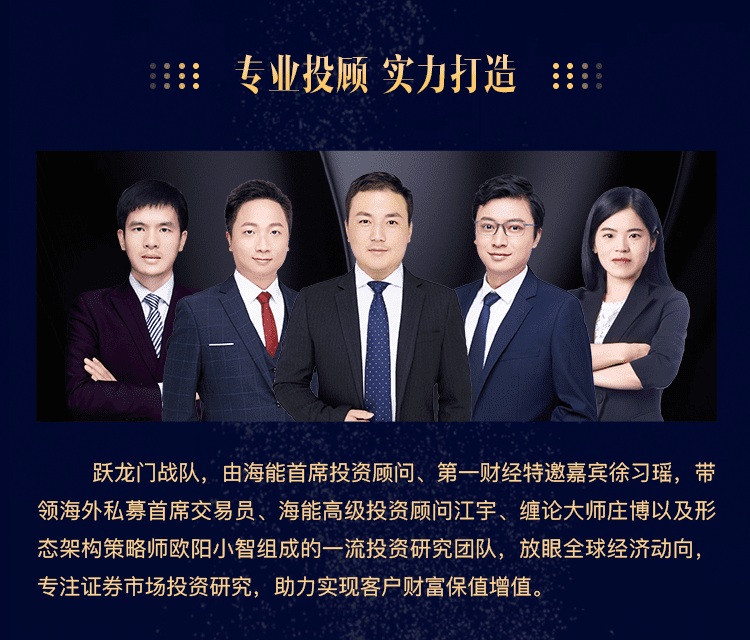 专业投顾 实力打造
跃龙门战队，由海能首席投资顾问、第一财经特邀嘉宾徐习瑶，带
领海外私募首席交易员、海能高级投资顾问江宇、缠论大师庄博以及形
态架构策略师欧阳小智组成的一流投资研究团队，放眼全球经济动向，
专注证券市场投资研究，助力实现客户财富保值增值。